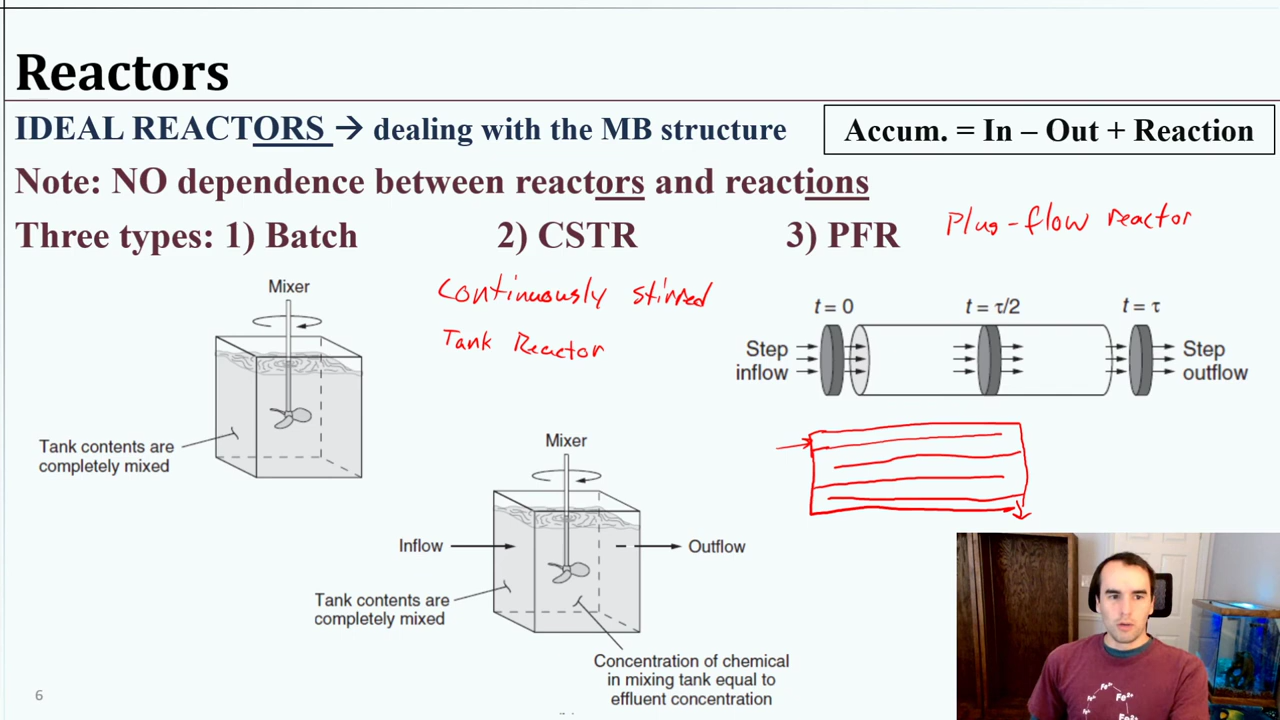 Reactors
IDEAL REACTORS → dealing with the MB structure
Accum. = In – Out + Reaction
Note: NO dependence between reactors and reactions
Three types: 1) Batch
2) CSTR
3) PFR
Plug-flow reactor
Continuously stirred
Tank Reactor
Mixer
Tank contents are
completely mixed
Mixer
Inflow
Outflow
Tank contents are
completely mixed
Concentration of chemical
in mixing tank equal to
effluent concentration
t = 0
t = τ/2
t = τ
Step
inflow
Step
outflow
6
Fe²⁺
Fe²⁺